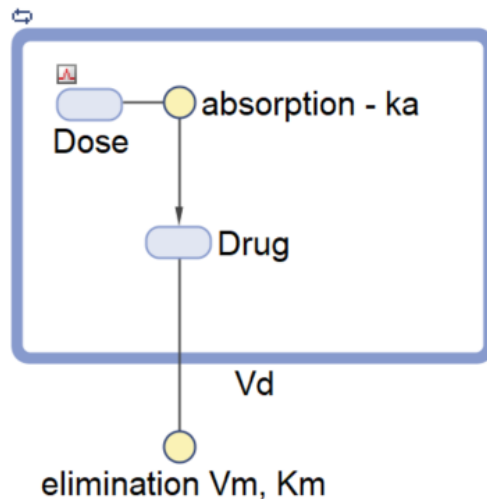 absorption - ka
Dose
Drug
Vd
elimination Vm, Km